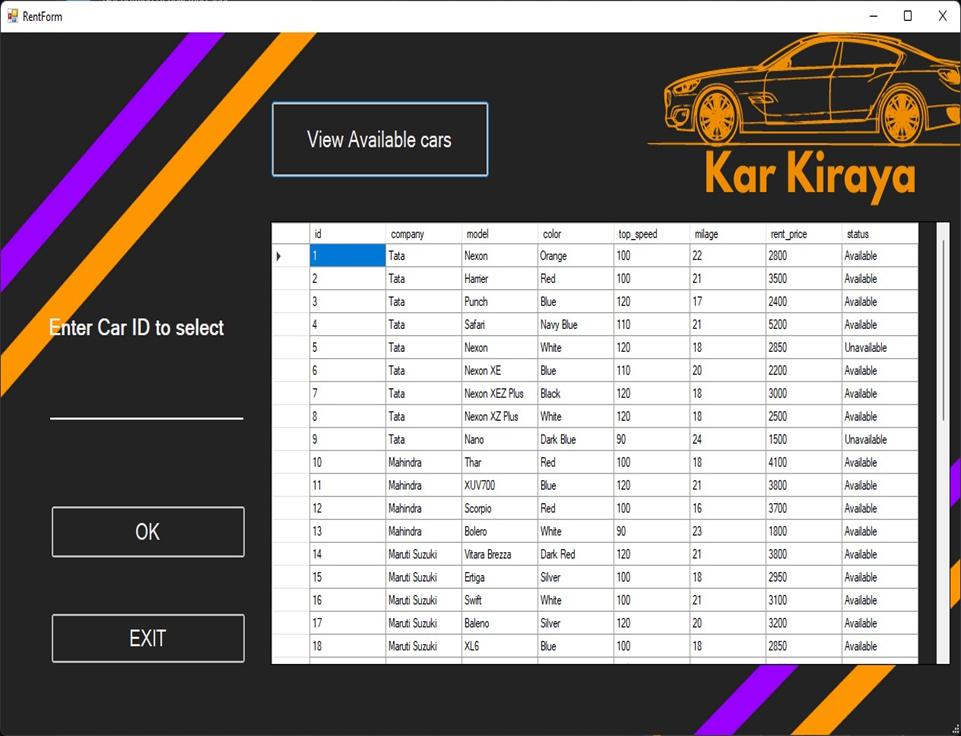 RentForm
View Available cars
Kar Kiraya
Enter Car ID to select
OK
EXIT
id company model color top_speed milage rent_price status
1 Tata Nexon Orange 100 22 2800 Available
2 Tata Harrier Red 100 21 3500 Available
3 Tata Punch Blue 120 17 2400 Available
4 Tata Safari Navy Blue 110 21 5200 Available
5 Tata Nexon White 120 18 2850 Unavailable
6 Tata Nexon XE Blue 110 20 2200 Available
7 Tata Nexon XEZ Plus Black 120 18 3000 Available
8 Tata Nexon XZ Plus White 120 18 2500 Available
9 Tata Nano Dark Blue 90 24 1500 Unavailable
10 Mahindra Thar Red 100 18 4100 Available
11 Mahindra XUV700 Blue 120 21 3800 Available
12 Mahindra Scorpio Red 100 16 3700 Available
13 Mahindra Bolero White 90 23 1800 Available
14 Maruti Suzuki Vitara Brezza Dark Red 120 21 3800 Available
15 Maruti Suzuki Ertiga Silver 100 18 2950 Available
16 Maruti Suzuki Swift White 100 21 3100 Available
17 Maruti Suzuki Baleno Silver 120 20 3200 Available
18 Maruti Suzuki XL6 Blue 100 18 2850 Available